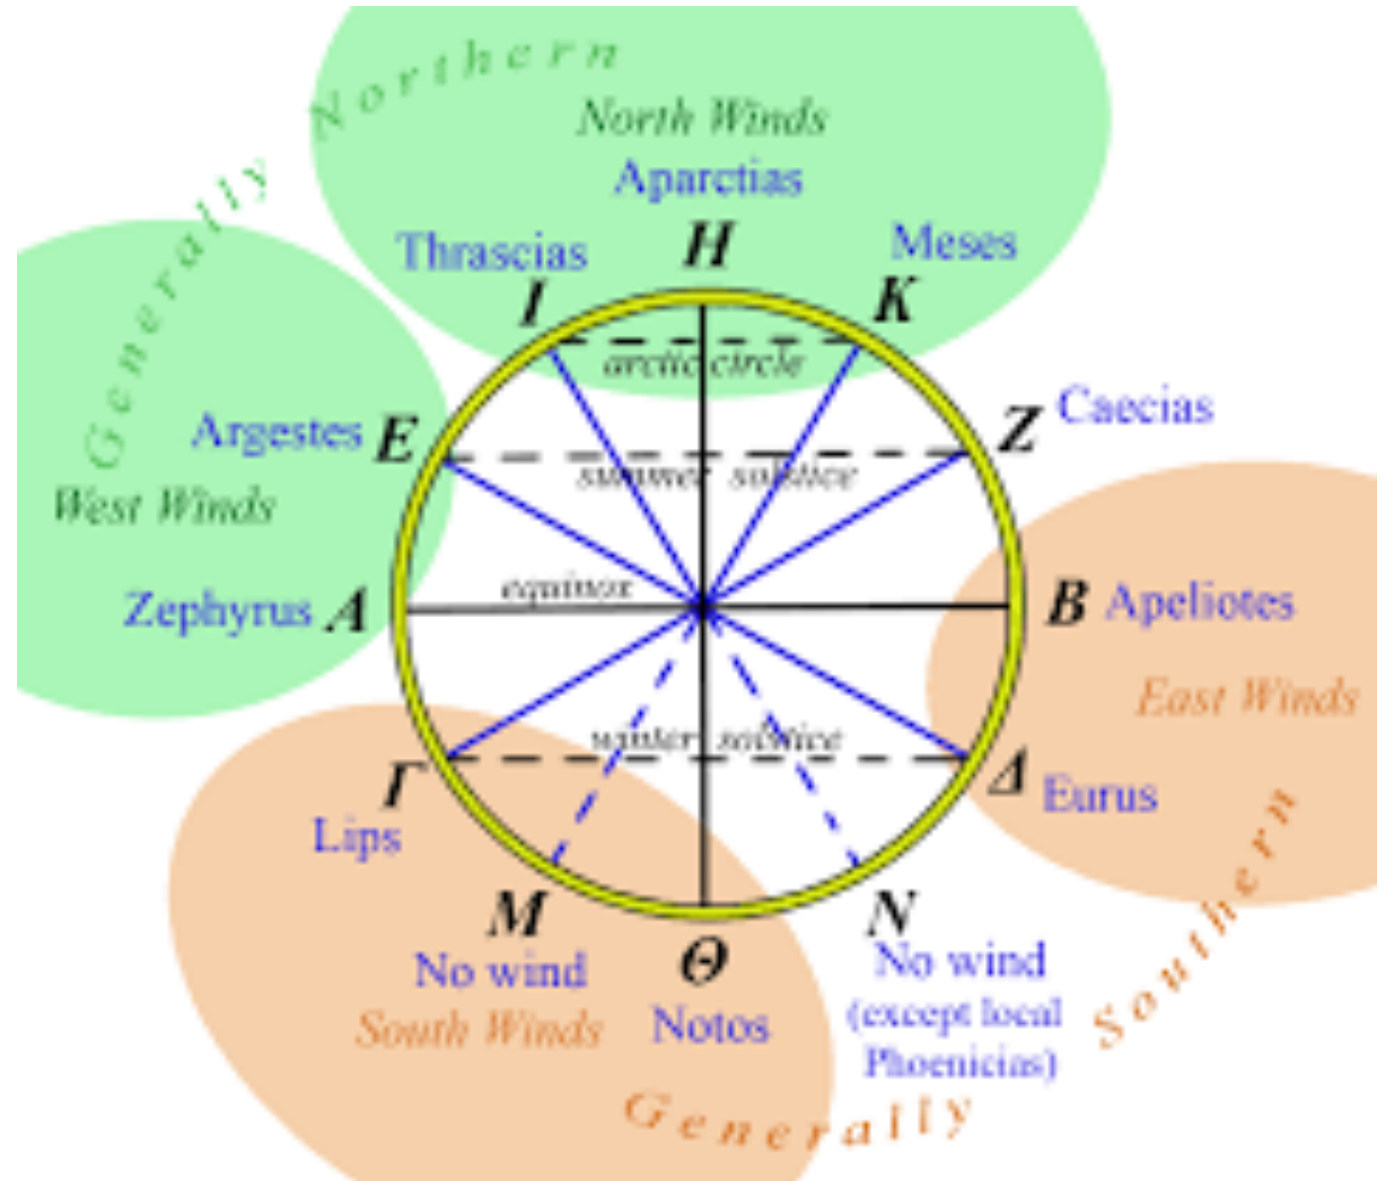 Generally Northern
North Winds
Aparctias
Thrascias
H
Meses
I
K
arctic circle
Argestes
E
Z
Caecias
summer solstice
West Winds
equinox
Zephyrus
A
B
Apeliotes
East Winds
winter solstice
Γ
Δ
Eurus
Lips
M
N
No wind
Θ
No wind
South Winds
Notos
(except local
Phoenicias)
Generally Southern